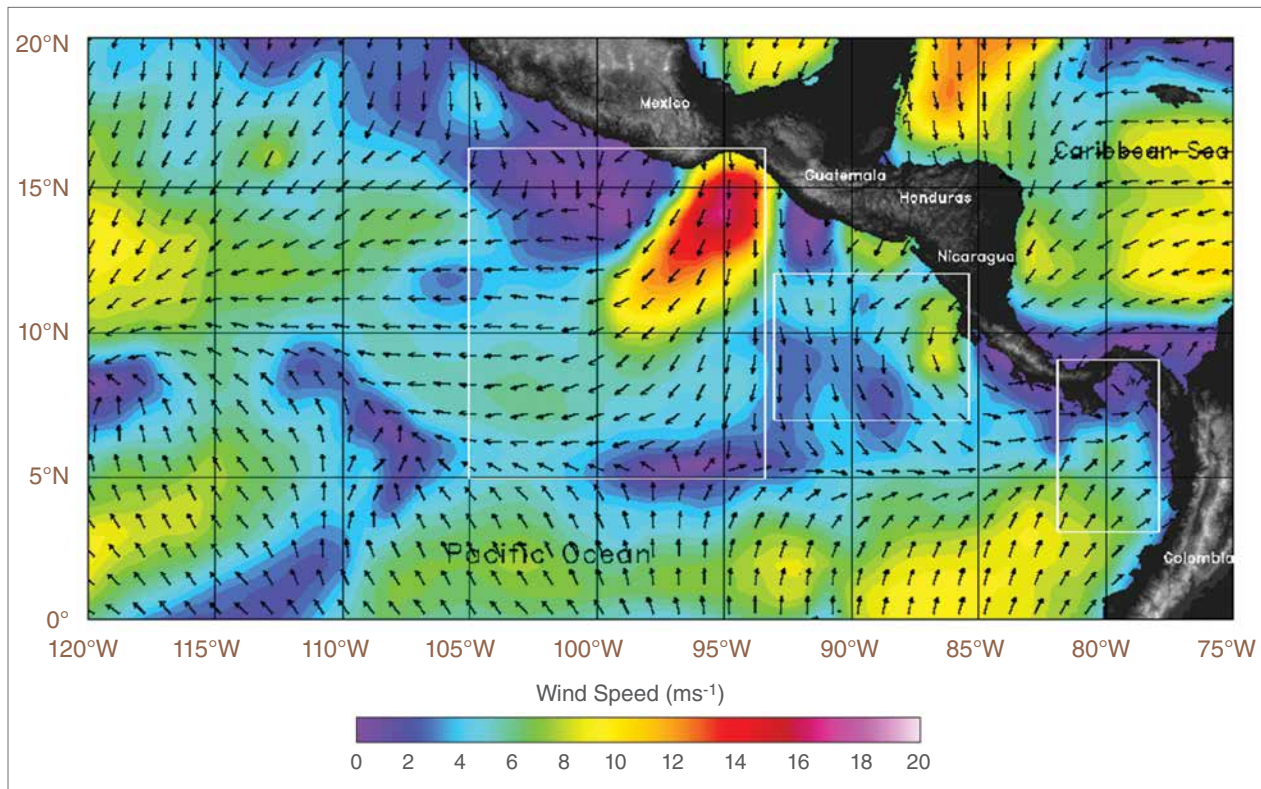 20°N
15°N
10°N
5°N
0°
Mexico
Guatemala
Honduras
Nicaragua
Caribbean Sea
Pacific Ocean
Colombia
120°W 115°W 110°W 105°W 100°W 95°W 90°W 85°W 80°W 75°W
Wind Speed (ms-1)
0 2 4 6 8 10 12 14 16 18 20